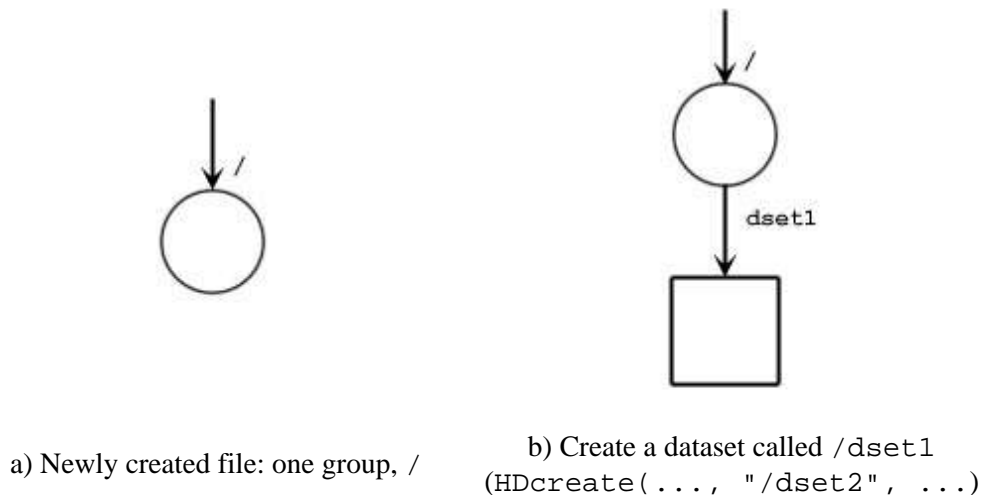 /
/
dset1
a) Newly created file: one group, /
b) Create a dataset called /dset1
(HDcreate(..., "/dset2", ...)